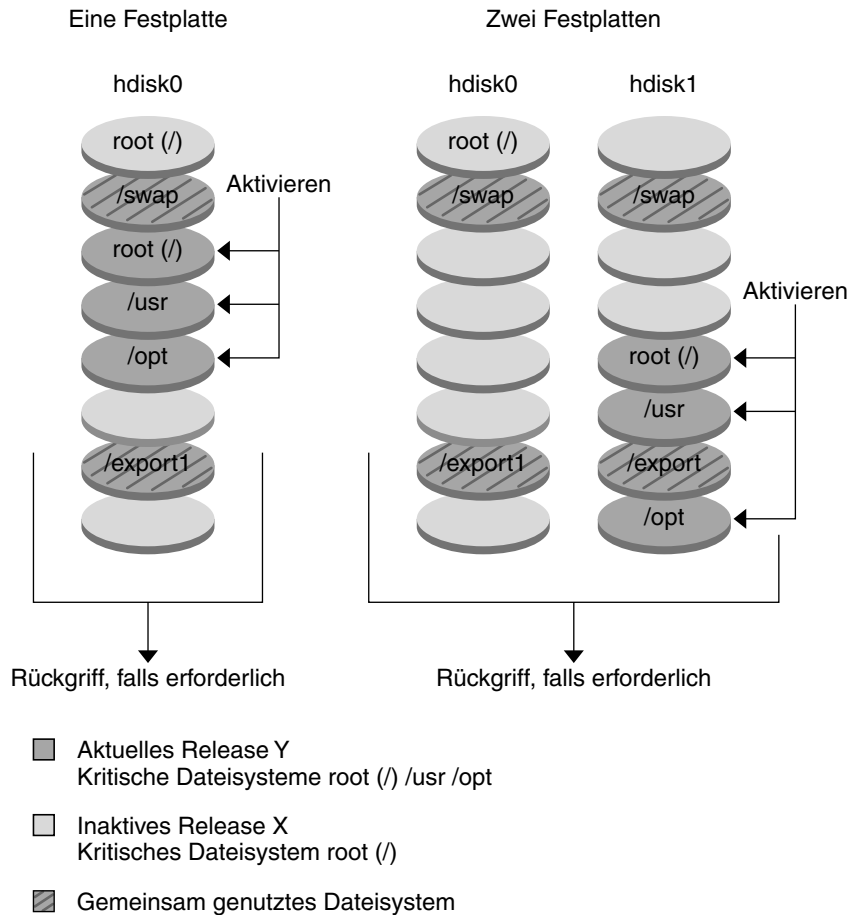 Eine Festplatte
Zwei Festplatten
hdisk0
hdisk0
hdisk1
root (/)
/swap
Aktivieren
root (/)
/usr
/opt
/export1
root (/)
/swap
/export1
/swap
Aktivieren
root (/)
/usr
/export
/opt
Rückgriff, falls erforderlich
Rückgriff, falls erforderlich
Aktuelles Release Y
Kritische Dateisysteme root (/) /usr /opt
Inaktives Release X
Kritisches Dateisystem root (/)
Gemeinsam genutztes Dateisystem